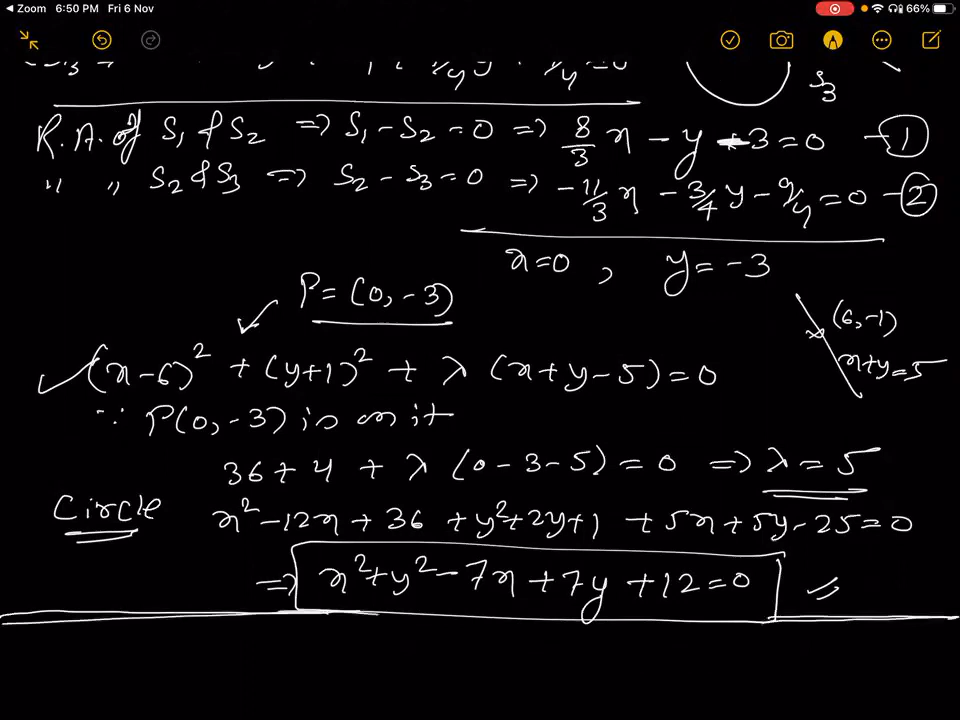 Zoom 6:50 PM Fri 6 Nov 66%
S3
R.A. of S1 & S2 => S1 - S2 = 0 => 8/3 x - y - 3 = 0 - ①
" " S2 & S3 => S2 - S3 = 0 => -11/3 x - 3/4 y - 9/4 = 0 - ②
x = 0 , y = -3
P = (0, -3)
(6, -1)
x+y=5
(x-6)² + (y+1)² + λ (x+y-5) = 0
∵ P(0, -3) is on it
36 + 4 + λ (0 - 3 - 5) = 0 => λ = 5
Circle x² - 12x + 36 + y² + 2y + 1 + 5x + 5y - 25 = 0
=> x² + y² - 7x + 7y + 12 = 0